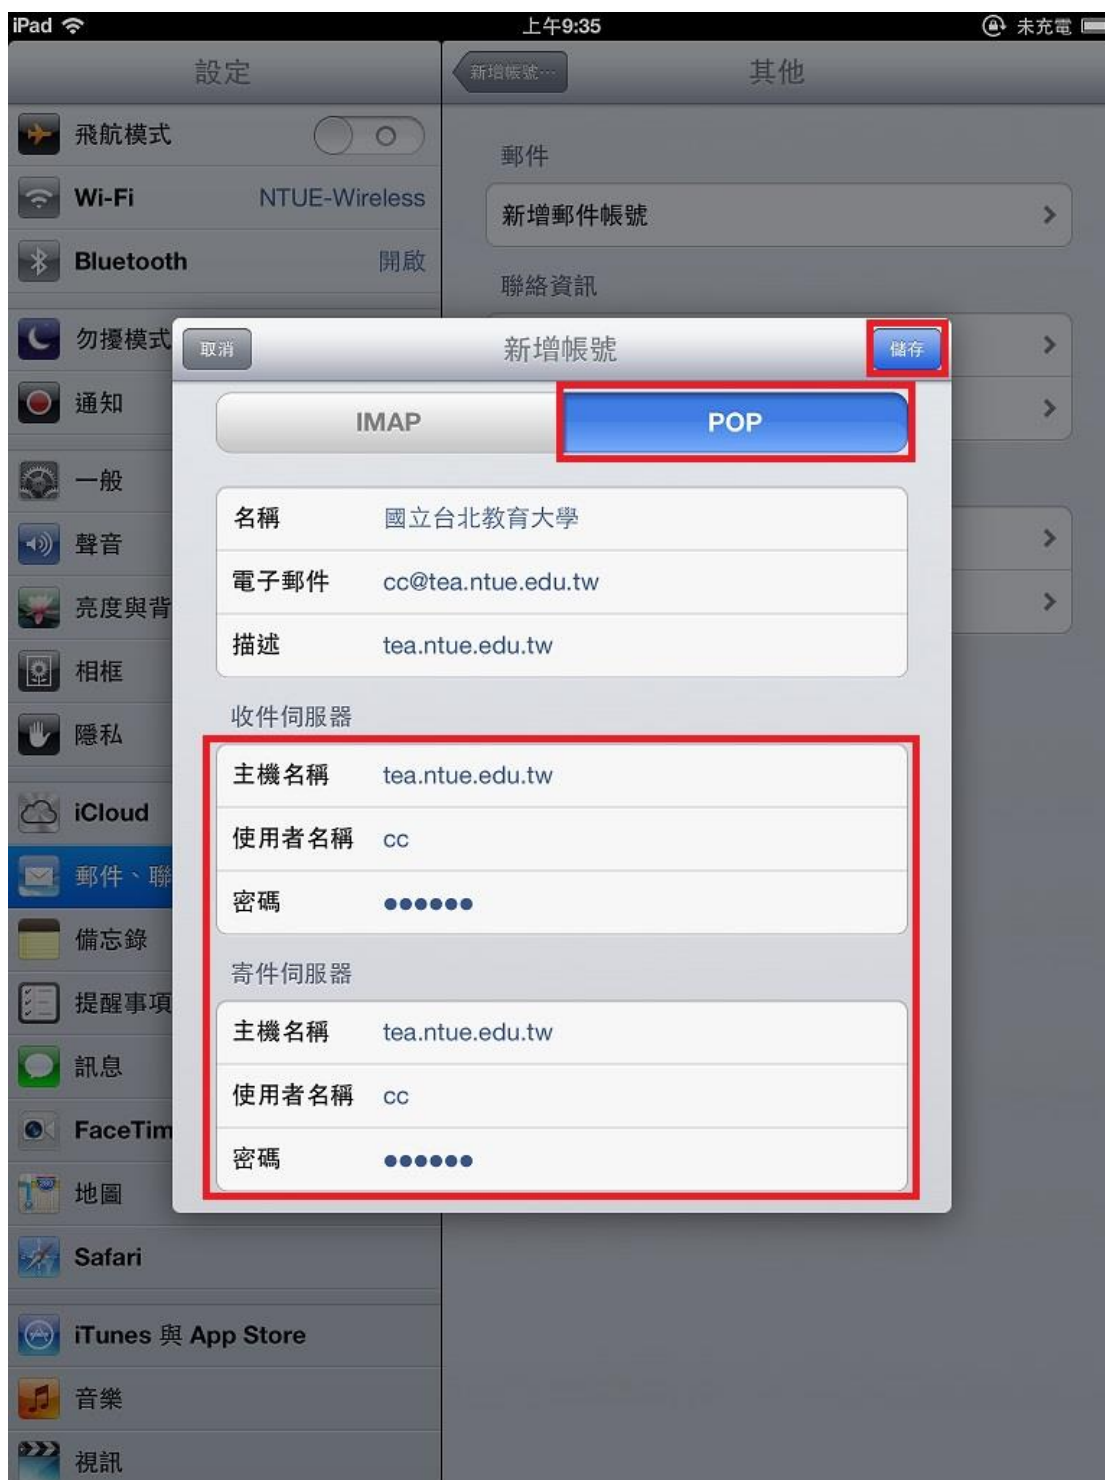 iPad
上午9:35
未充電
設定
新增帳號…
其他
飛航模式
Wi-Fi NTUE-Wireless
Bluetooth 開啟
勿擾模式
通知
一般
聲音
亮度與背
相框
隱私
iCloud
郵件、聯
備忘錄
提醒事項
訊息
FaceTim
地圖
Safari
iTunes 與 App Store
音樂
視訊
郵件
新增郵件帳號
聯絡資訊
取消
新增帳號
儲存
IMAP
POP
名稱 國立台北教育大學
電子郵件 cc@tea.ntue.edu.tw
描述 tea.ntue.edu.tw
收件伺服器
主機名稱 tea.ntue.edu.tw
使用者名稱 cc
密碼 ●●●●●●
寄件伺服器
主機名稱 tea.ntue.edu.tw
使用者名稱 cc
密碼 ●●●●●●